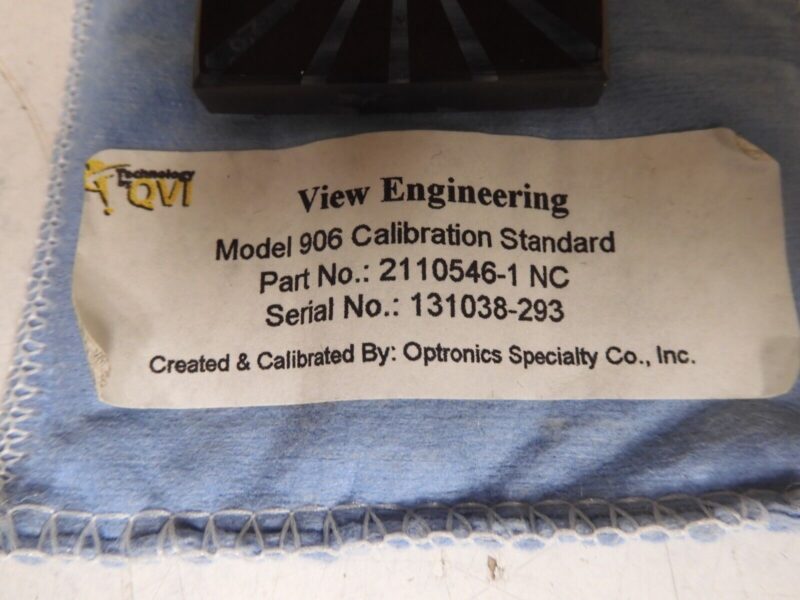 Technology
QVI
View Engineering
Model 906 Calibration Standard
Part No.: 2110546-1 NC
Serial No.: 131038-293
Created & Calibrated By: Optronics Specialty Co., Inc.